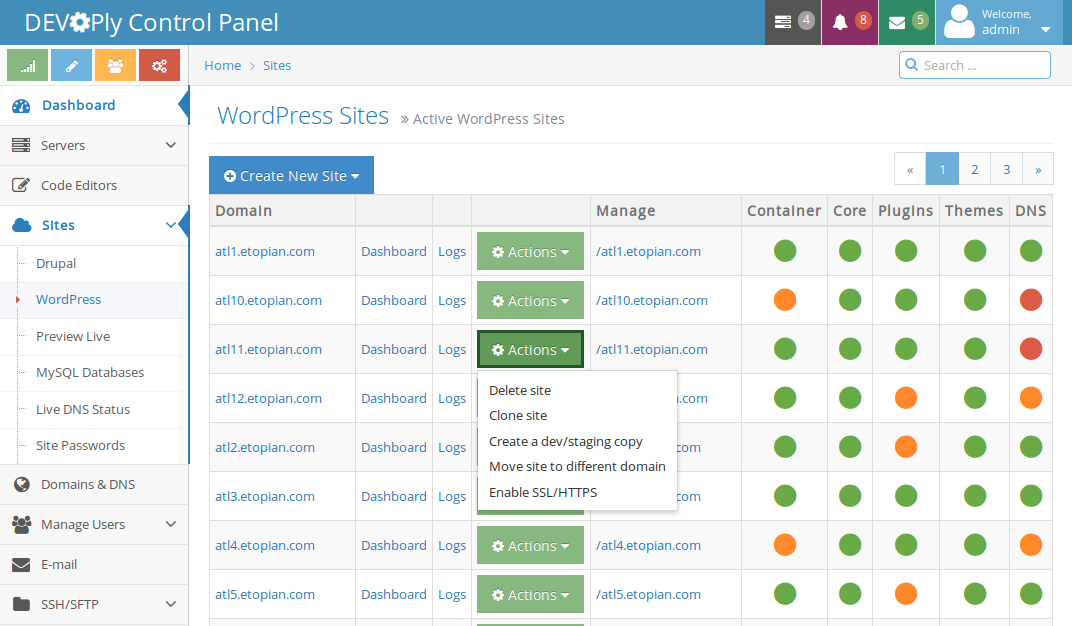 DEVOPly Control Panel
4
8
5
Welcome,
admin
Home > Sites
Search ...
Dashboard
Servers
Code Editors
Sites
Drupal
WordPress
Preview Live
MySQL Databases
Live DNS Status
Site Passwords
Domains & DNS
Manage Users
E-mail
SSH/SFTP
WordPress Sites » Active WordPress Sites
Create New Site
« 1 2 3 »
Domain Manage Container Core Plugins Themes DNS
atl1.etopian.com Dashboard Logs Actions /atl1.etopian.com
atl10.etopian.com Dashboard Logs Actions /atl10.etopian.com
atl11.etopian.com Dashboard Logs Actions /atl11.etopian.com
Delete site
Clone site
Create a dev/staging copy
Move site to different domain
Enable SSL/HTTPS
atl12.etopian.com Dashboard Logs .com
atl2.etopian.com Dashboard Logs
atl3.etopian.com Dashboard Logs om
atl4.etopian.com Dashboard Logs Actions /atl4.etopian.com
atl5.etopian.com Dashboard Logs Actions /atl5.etopian.com